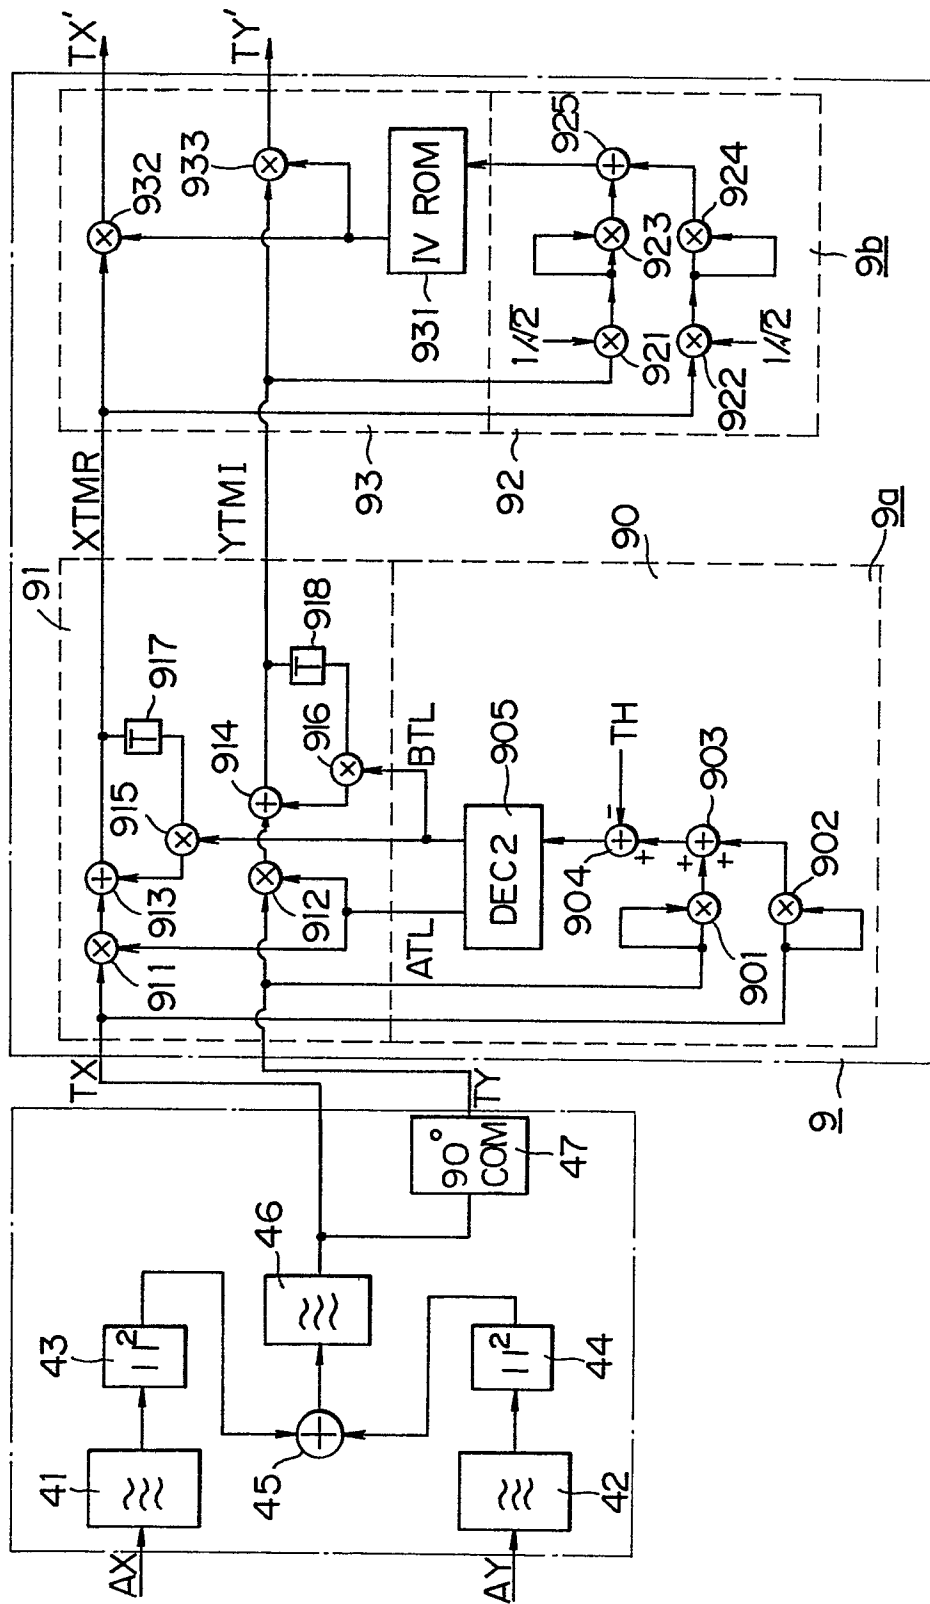 AX
41
43
| |²
45
46
AY
42
44
| |²
90°
COM
47
TX
TY
9
91
911
913
915
T
917
XTMR
912
914
916
T
918
YTMI
ATL
BTL
DEC2
905
904
TH
−
+
+
+
903
901
902
90
9a
93
92
932
TX'
933
TY'
IV ROM
931
1/√2
921
923
925
1/√2
922
924
9b